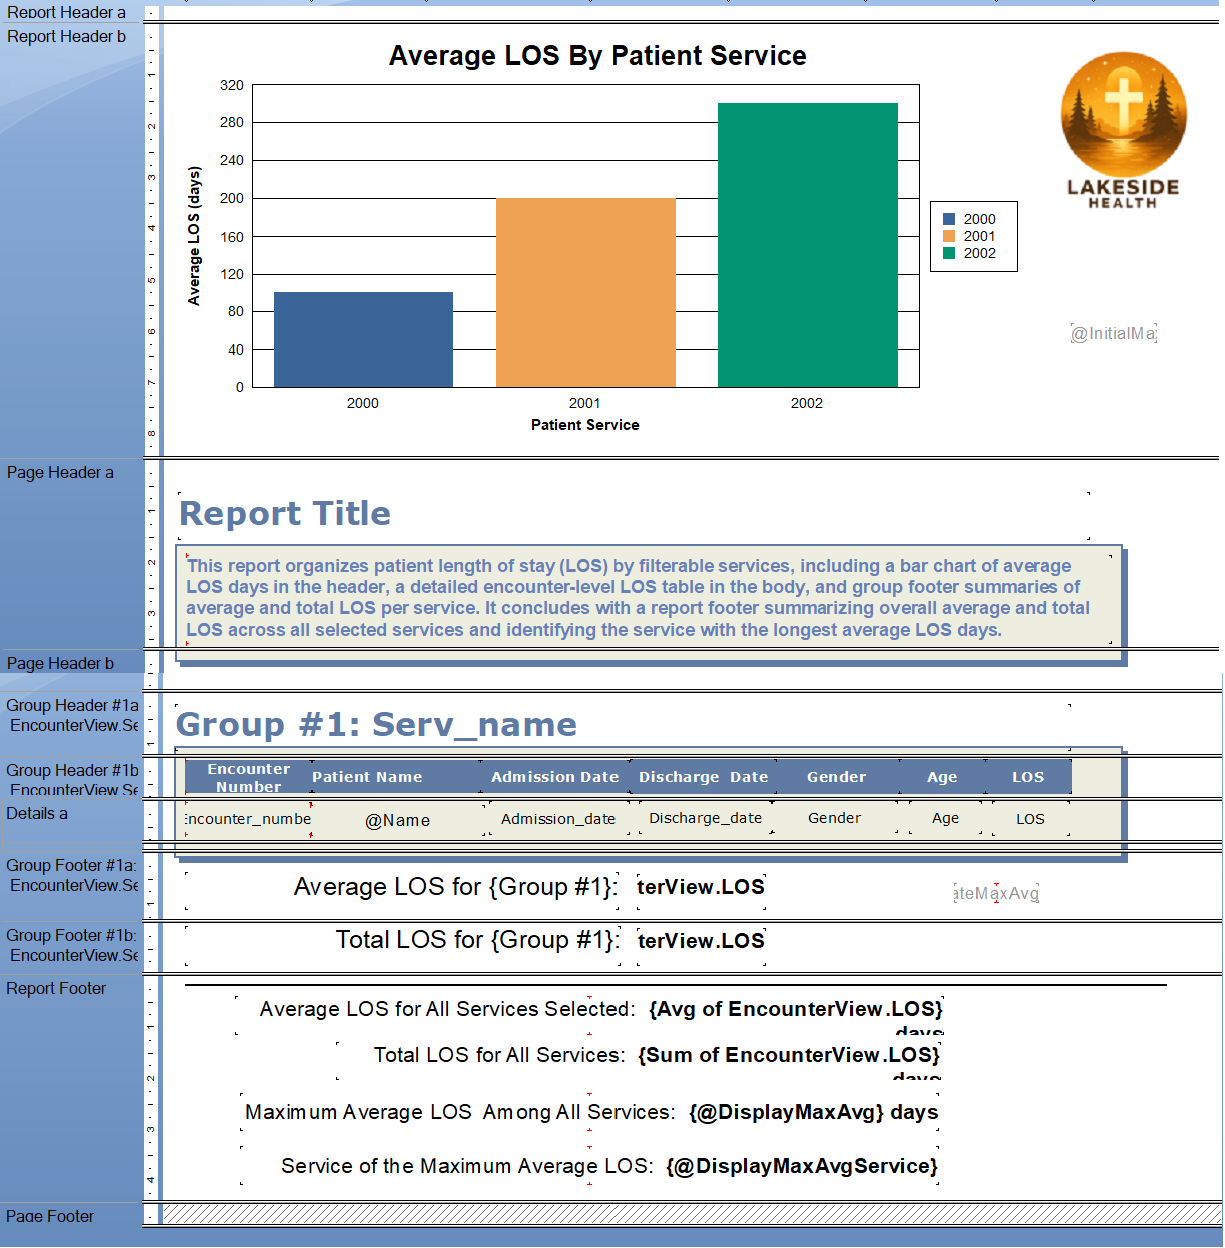 Report Header a
Report Header b
Average LOS By Patient Service
320
280
240
200
160
120
80
40
0
Average LOS (days)
2000
2001
2002
Patient Service
2000
2001
2002
LAKESIDE
HEALTH
@InitialMa
Page Header a
Report Title
This report organizes patient length of stay (LOS) by filterable services, including a bar chart of average
LOS days in the header, a detailed encounter-level LOS table in the body, and group footer summaries of
average and total LOS per service. It concludes with a report footer summarizing overall average and total
LOS across all selected services and identifying the service with the longest average LOS days.
Page Header b
Group Header #1a
EncounterView.Se
Group #1: Serv_name
Group Header #1b
EncounterView.Se
Encounter Number Patient Name Admission Date Discharge Date Gender Age LOS
Details a
Encounter_numbe @Name Admission_date Discharge_date Gender Age LOS
Group Footer #1a:
EncounterView.Se
Average LOS for {Group #1}: terView.LOS ateMaxAvg
Group Footer #1b:
EncounterView.Se
Total LOS for {Group #1}: terView.LOS
Report Footer
Average LOS for All Services Selected: {Avg of EncounterView.LOS}
days
Total LOS for All Services: {Sum of EncounterView.LOS}
days
Maximum Average LOS Among All Services: {@DisplayMaxAvg} days
Service of the Maximum Average LOS: {@DisplayMaxAvgService}
Page Footer